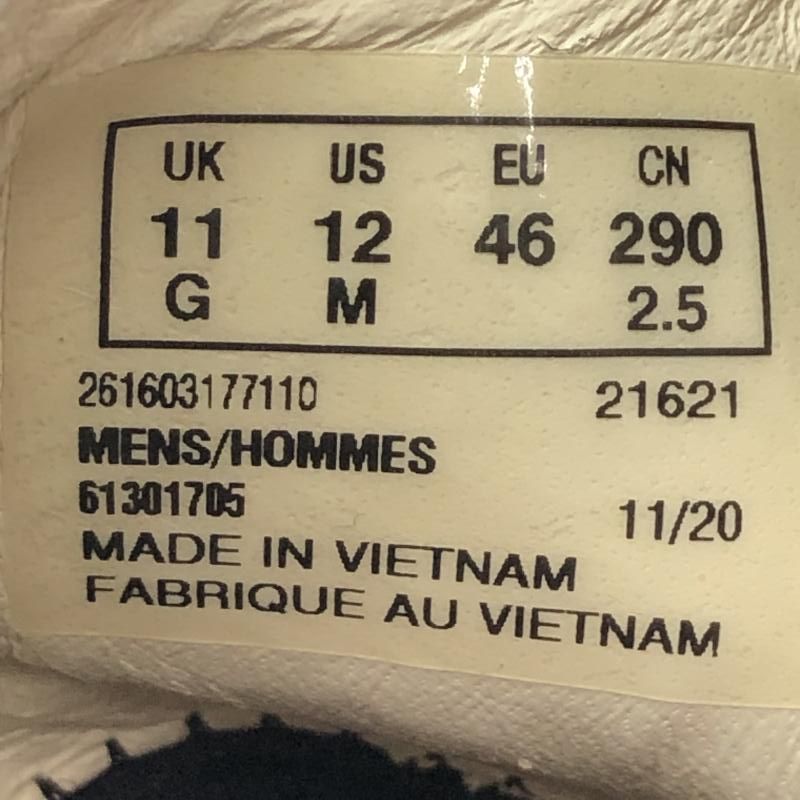 UK US EU CN
11 12 46 290
G M 2.5
261603177110 21621
MENS/HOMMES
61301705 11/20
MADE IN VIETNAM
FABRIQUE AU VIETNAM